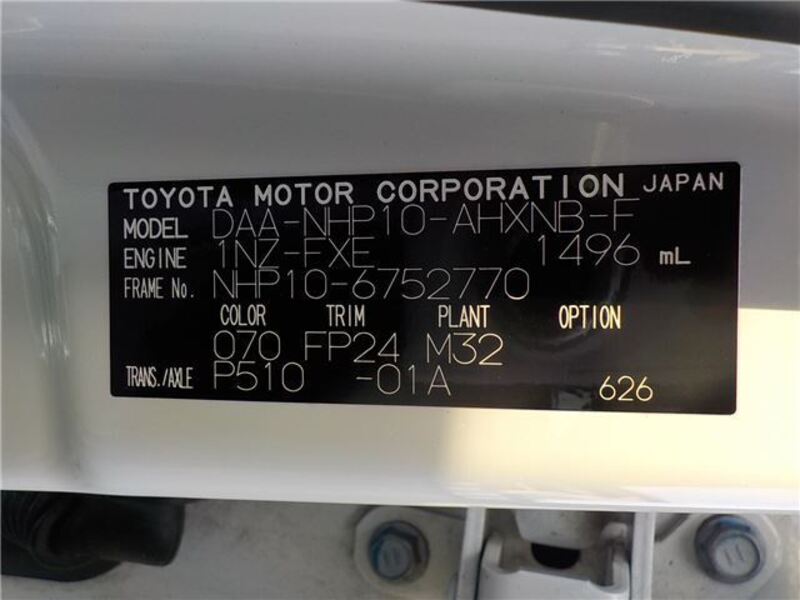 TOYOTA MOTOR CORPORATION JAPAN
MODEL DAA-NHP10-AHXNB-F
ENGINE 1NZ-FXE 1496 mL
FRAME No. NHP10-6752770
COLOR TRIM PLANT OPTION
070 FP24 M32
TRANS./AXLE P510 -01A 626